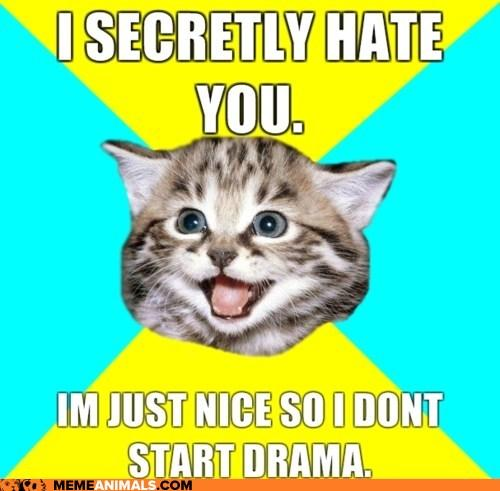 I SECRETLY HATE
YOU.
IM JUST NICE SO I DONT
START DRAMA.
MEMEANIMALS.COM